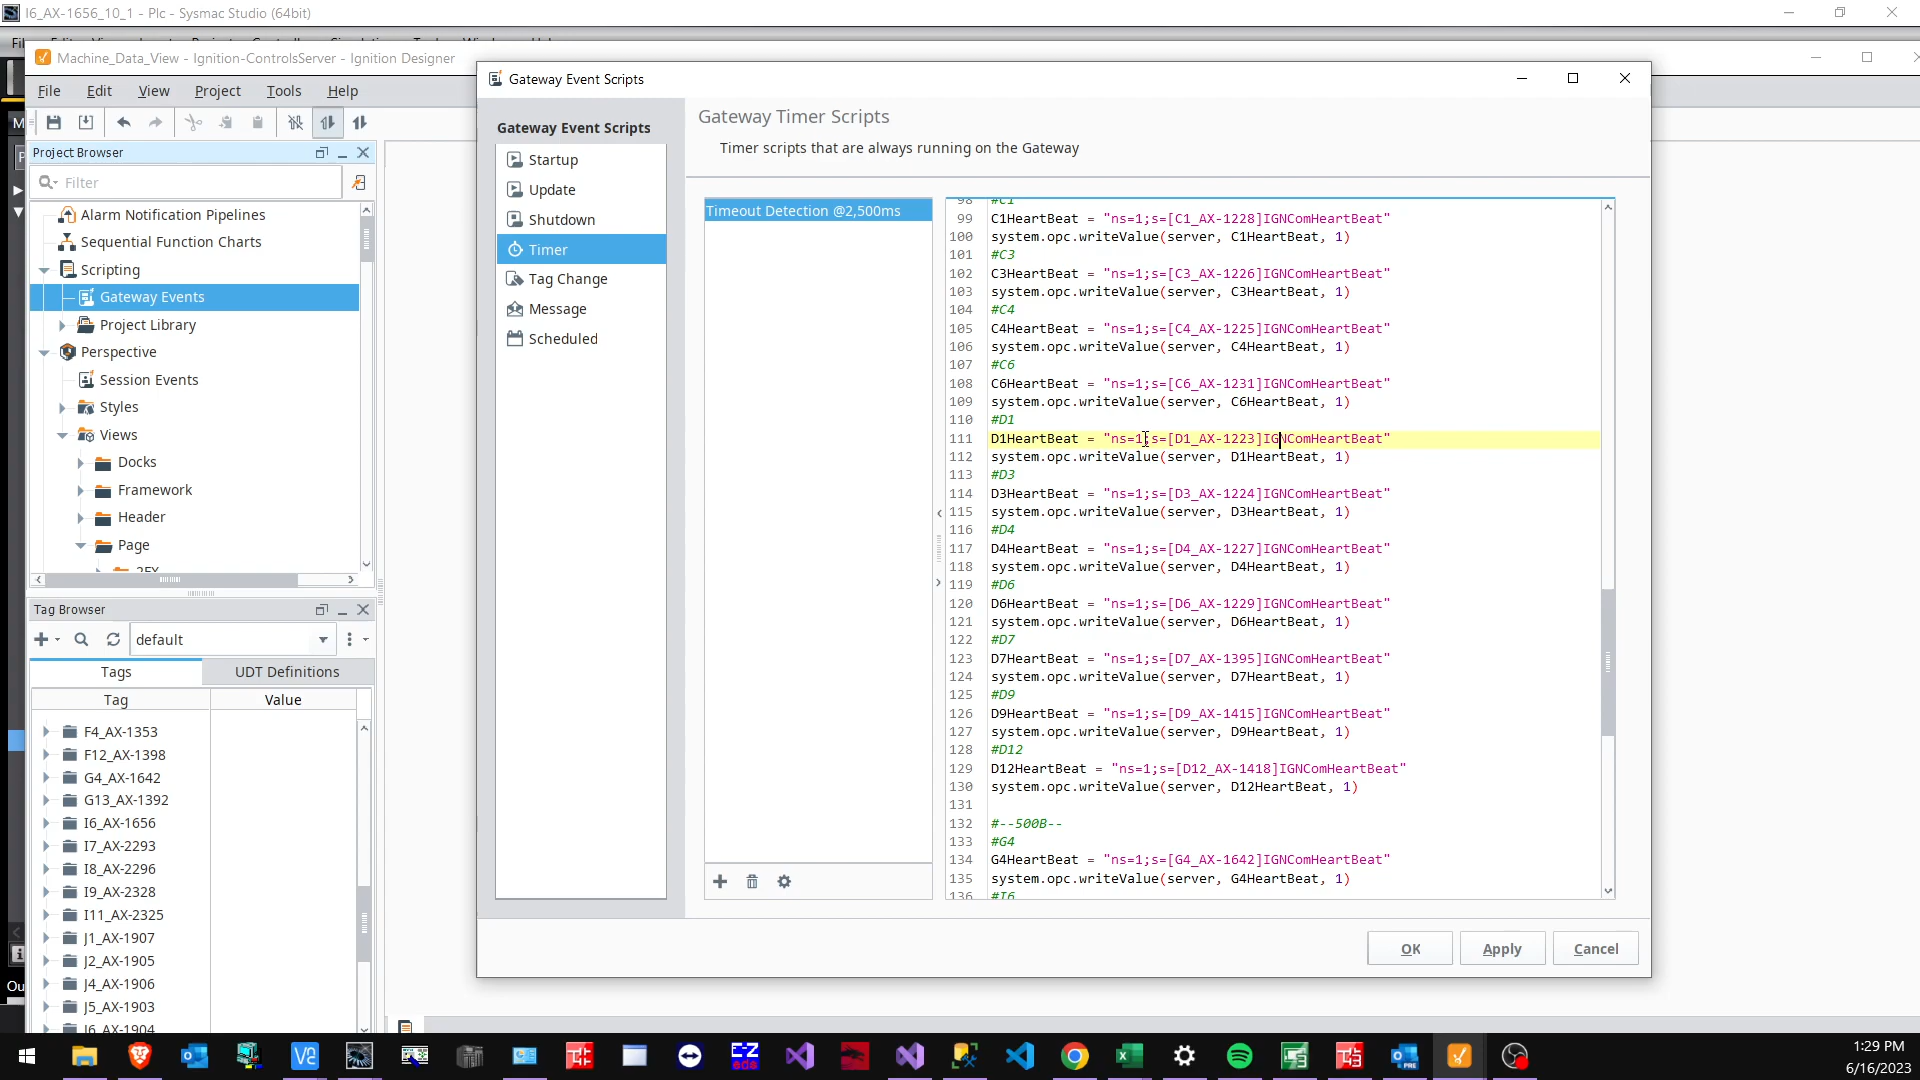 I6_AX-1656_10_1 - Plc - Sysmac Studio (64bit)
Machine_Data_View - Ignition-ControlsServer - Ignition Designer
File Edit View Project Tools Help
Project Browser
Filter
Alarm Notification Pipelines
Sequential Function Charts
Scripting
Gateway Events
Project Library
Perspective
Session Events
Styles
Views
Docks
Framework
Header
Page
Tag Browser
default
Tags UDT Definitions
Tag Value
F4_AX-1353
F12_AX-1398
G4_AX-1642
G13_AX-1392
I6_AX-1656
I7_AX-2293
I8_AX-2296
I9_AX-2328
I11_AX-2325
J1_AX-1907
J2_AX-1905
J4_AX-1906
J5_AX-1903
J6_AX-1904
Gateway Event Scripts
Gateway Event Scripts
Startup
Update
Shutdown
Timer
Tag Change
Message
Scheduled
Gateway Timer Scripts
Timer scripts that are always running on the Gateway
Timeout Detection @2,500ms
98 #C1
99 C1HeartBeat = "ns=1;s=[C1_AX-1228]IGNComHeartBeat"
100 system.opc.writeValue(server, C1HeartBeat, 1)
101 #C3
102 C3HeartBeat = "ns=1;s=[C3_AX-1226]IGNComHeartBeat"
103 system.opc.writeValue(server, C3HeartBeat, 1)
104 #C4
105 C4HeartBeat = "ns=1;s=[C4_AX-1225]IGNComHeartBeat"
106 system.opc.writeValue(server, C4HeartBeat, 1)
107 #C6
108 C6HeartBeat = "ns=1;s=[C6_AX-1231]IGNComHeartBeat"
109 system.opc.writeValue(server, C6HeartBeat, 1)
110 #D1
111 D1HeartBeat = "ns=1;s=[D1_AX-1223]IGNComHeartBeat"
112 system.opc.writeValue(server, D1HeartBeat, 1)
113 #D3
114 D3HeartBeat = "ns=1;s=[D3_AX-1224]IGNComHeartBeat"
115 system.opc.writeValue(server, D3HeartBeat, 1)
116 #D4
117 D4HeartBeat = "ns=1;s=[D4_AX-1227]IGNComHeartBeat"
118 system.opc.writeValue(server, D4HeartBeat, 1)
119 #D6
120 D6HeartBeat = "ns=1;s=[D6_AX-1229]IGNComHeartBeat"
121 system.opc.writeValue(server, D6HeartBeat, 1)
122 #D7
123 D7HeartBeat = "ns=1;s=[D7_AX-1395]IGNComHeartBeat"
124 system.opc.writeValue(server, D7HeartBeat, 1)
125 #D9
126 D9HeartBeat = "ns=1;s=[D9_AX-1415]IGNComHeartBeat"
127 system.opc.writeValue(server, D9HeartBeat, 1)
128 #D12
129 D12HeartBeat = "ns=1;s=[D12_AX-1418]IGNComHeartBeat"
130 system.opc.writeValue(server, D12HeartBeat, 1)
131
132 #--500B--
133 #G4
134 G4HeartBeat = "ns=1;s=[G4_AX-1642]IGNComHeartBeat"
135 system.opc.writeValue(server, G4HeartBeat, 1)
136 #I6
OK Apply Cancel
1:29 PM
6/16/2023